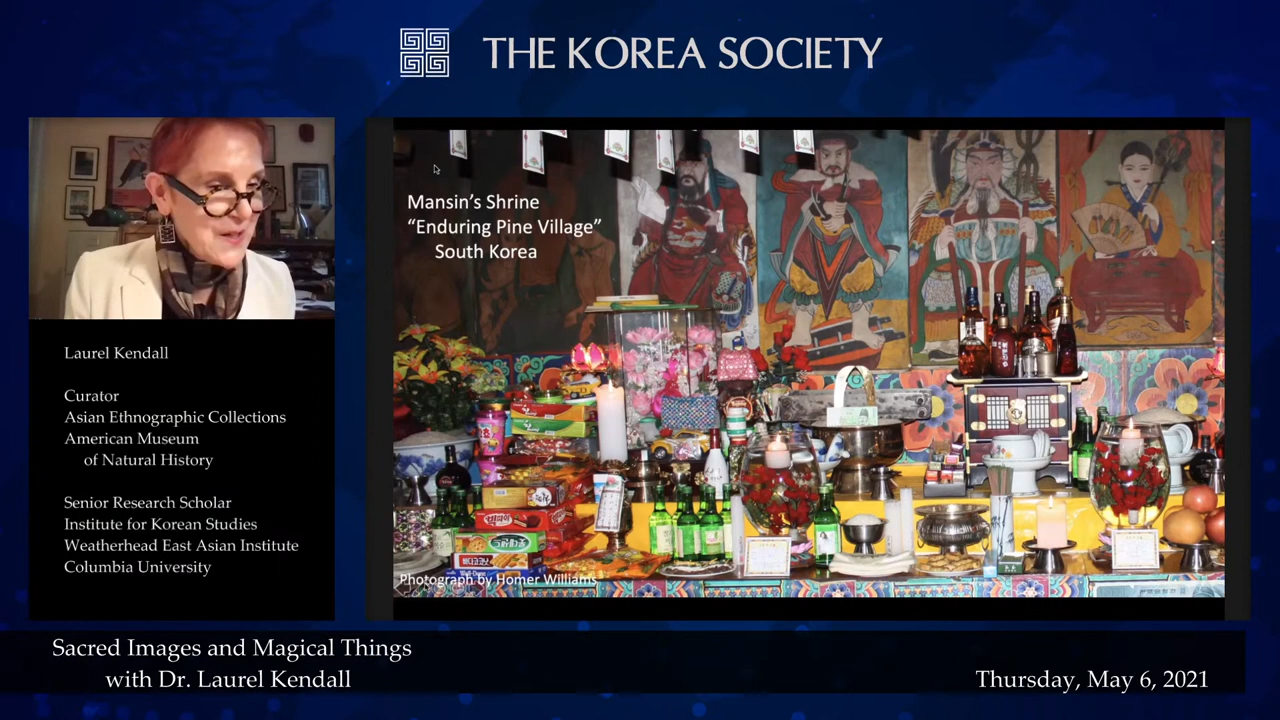 THE KOREA SOCIETY
Mansin's Shrine
“Enduring Pine Village”
South Korea
Photograph by Homer Williams
Laurel Kendall
Curator
Asian Ethnographic Collections
American Museum
of Natural History
Senior Research Scholar
Institute for Korean Studies
Weatherhead East Asian Institute
Columbia University
Sacred Images and Magical Things
with Dr. Laurel Kendall
Thursday, May 6, 2021